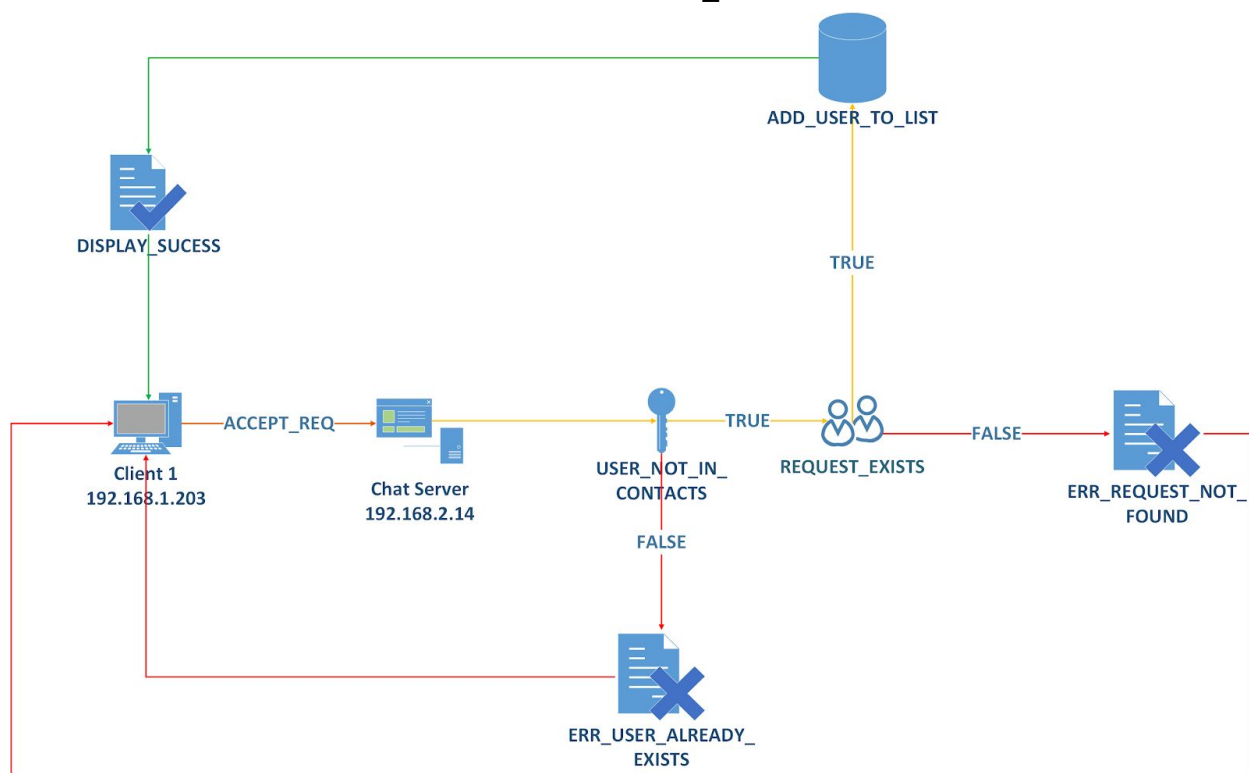 ADD_USER_TO_LIST
DISPLAY_SUCESS
TRUE
ACCEPT_REQ
TRUE
FALSE
Client 1
192.168.1.203
Chat Server
192.168.2.14
USER_NOT_IN_
CONTACTS
REQUEST_EXISTS
ERR_REQUEST_NOT_
FOUND
FALSE
ERR_USER_ALREADY_
EXISTS